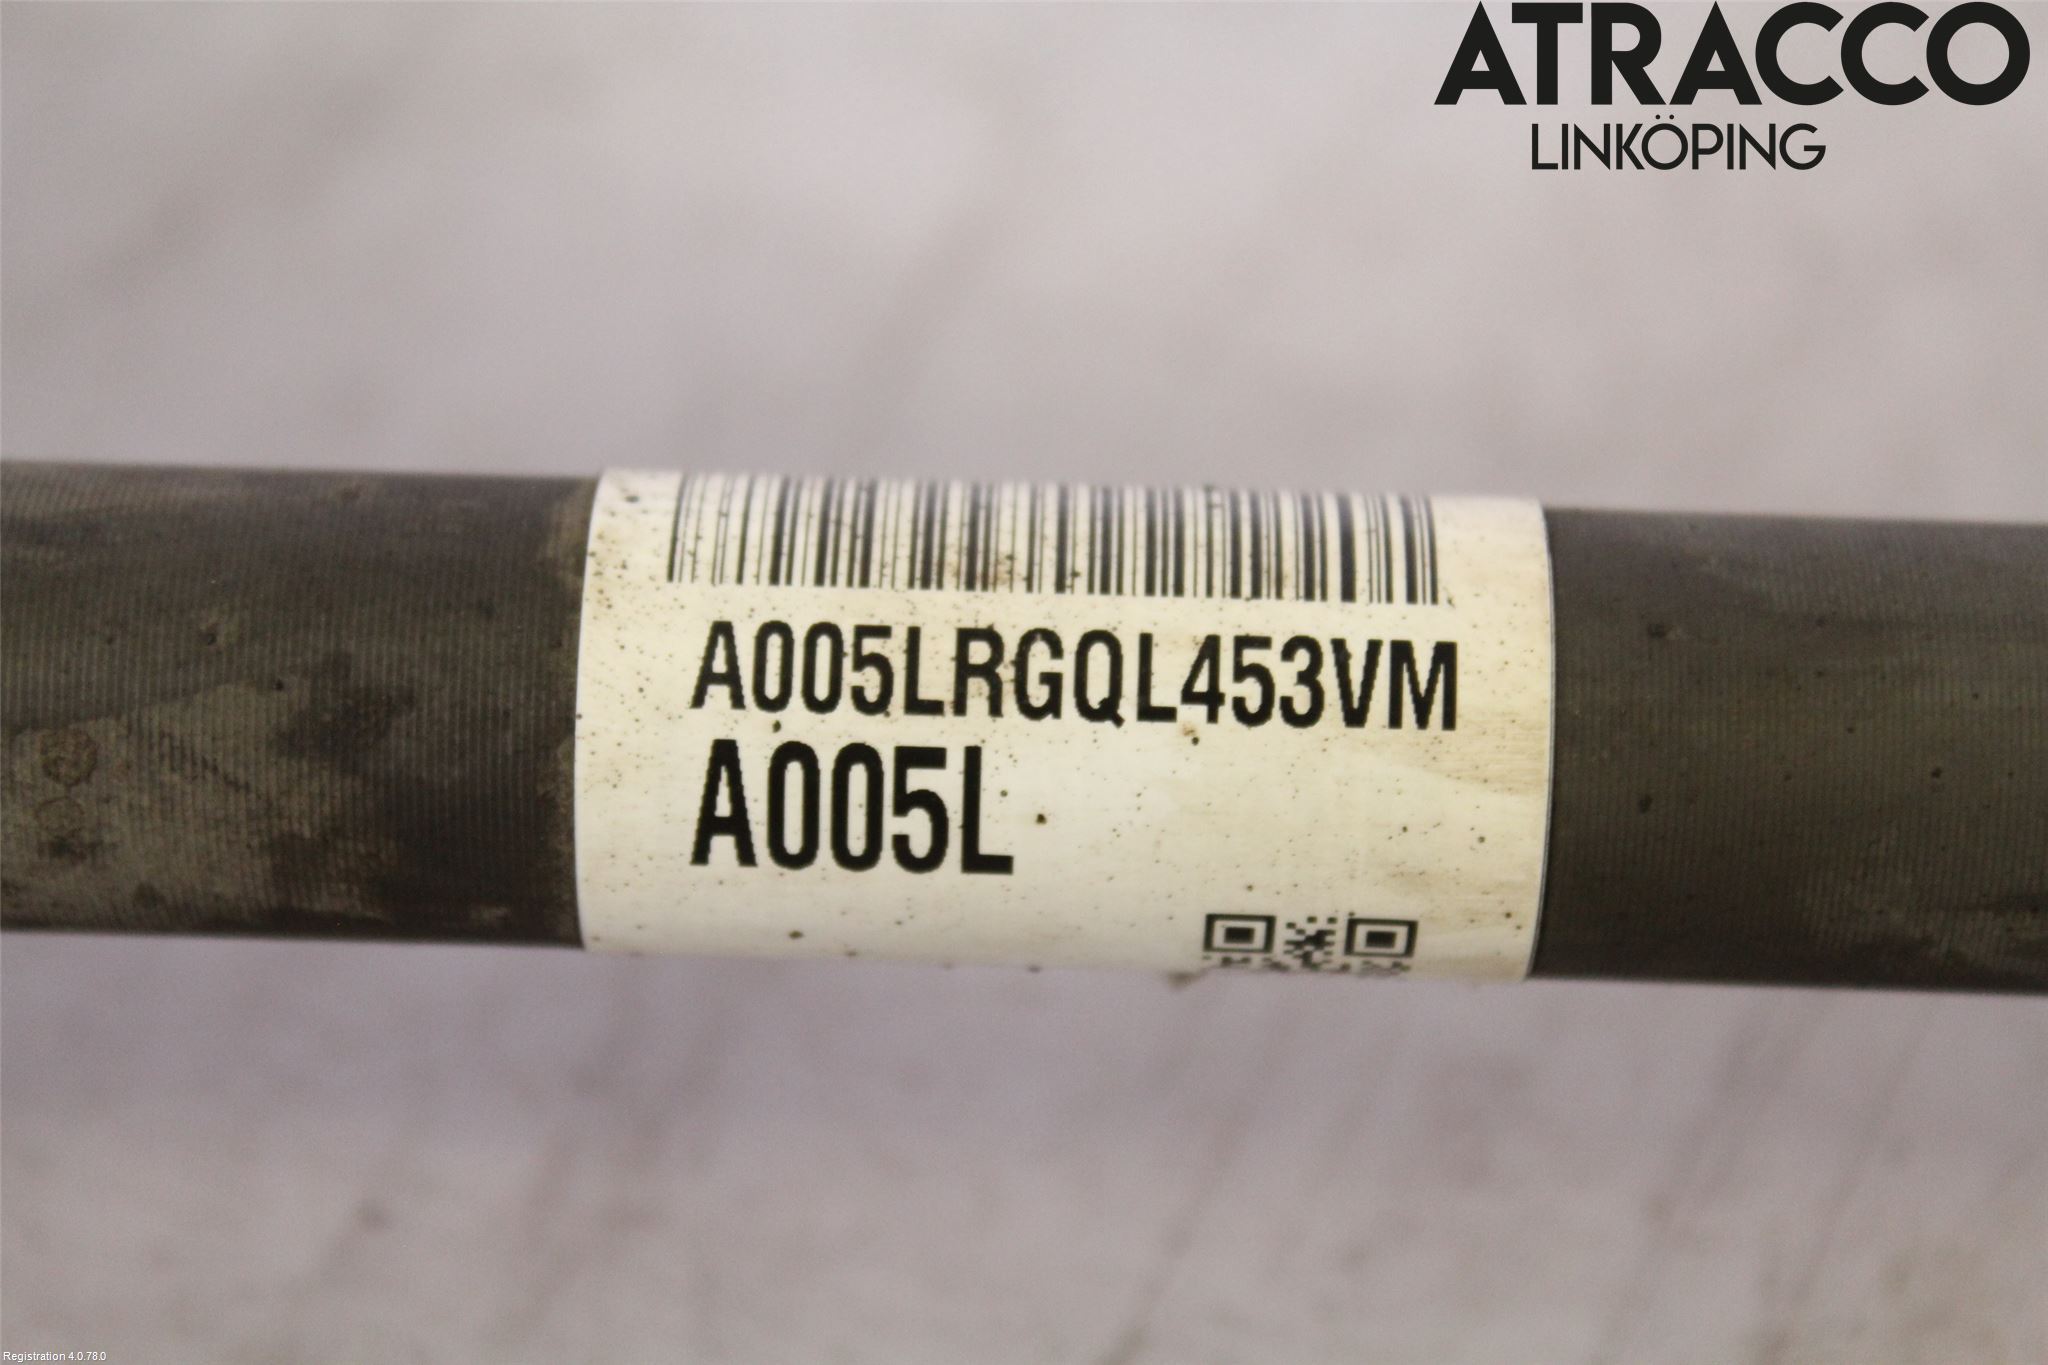 ATRACCO
LINKÖPING
A005LRGQL453VM
A005L
Registration 4.0.78.0